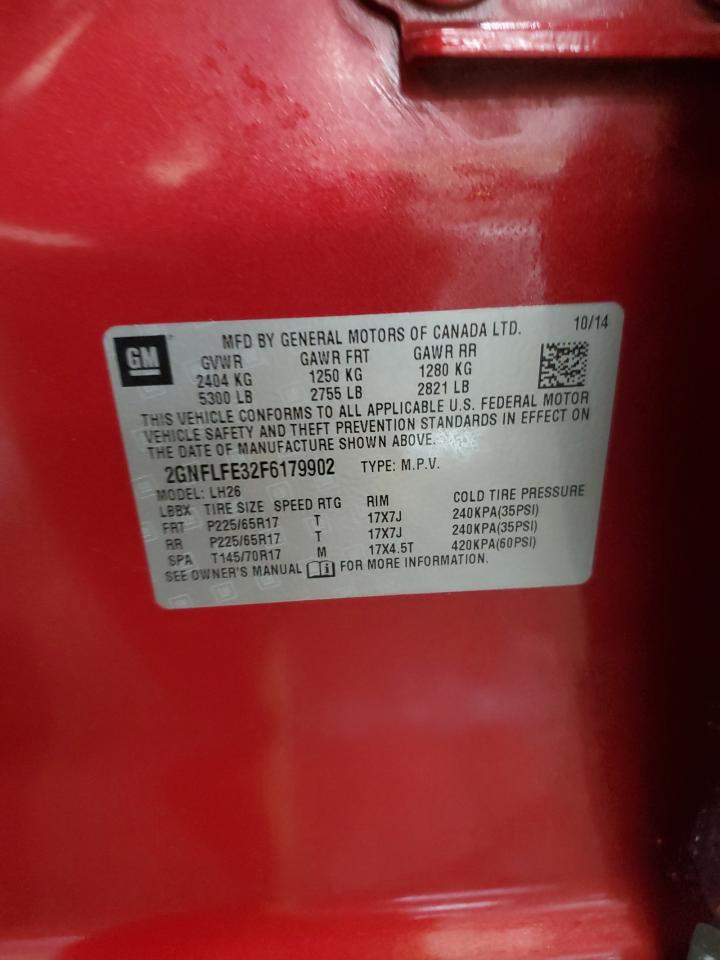 GM
MFD BY GENERAL MOTORS OF CANADA LTD. 10/14
GVWR GAWR FRT GAWR RR
2404 KG 1250 KG 1280 KG
5300 LB 2755 LB 2821 LB
THIS VEHICLE CONFORMS TO ALL APPLICABLE U.S. FEDERAL MOTOR
VEHICLE SAFETY AND THEFT PREVENTION STANDARDS IN EFFECT ON
THE DATE OF MANUFACTURE SHOWN ABOVE.
2GNFLFE32F6179902 TYPE: M.P.V.
MODEL: LH26
LBBX TIRE SIZE SPEED RTG RIM COLD TIRE PRESSURE
FRT P225/65R17 T 17X7J 240KPA(35PSI)
RR P225/65R17 T 17X7J 240KPA(35PSI)
SPA T145/70R17 M 17X4.5T 420KPA(60PSI)
SEE OWNER'S MANUAL FOR MORE INFORMATION.